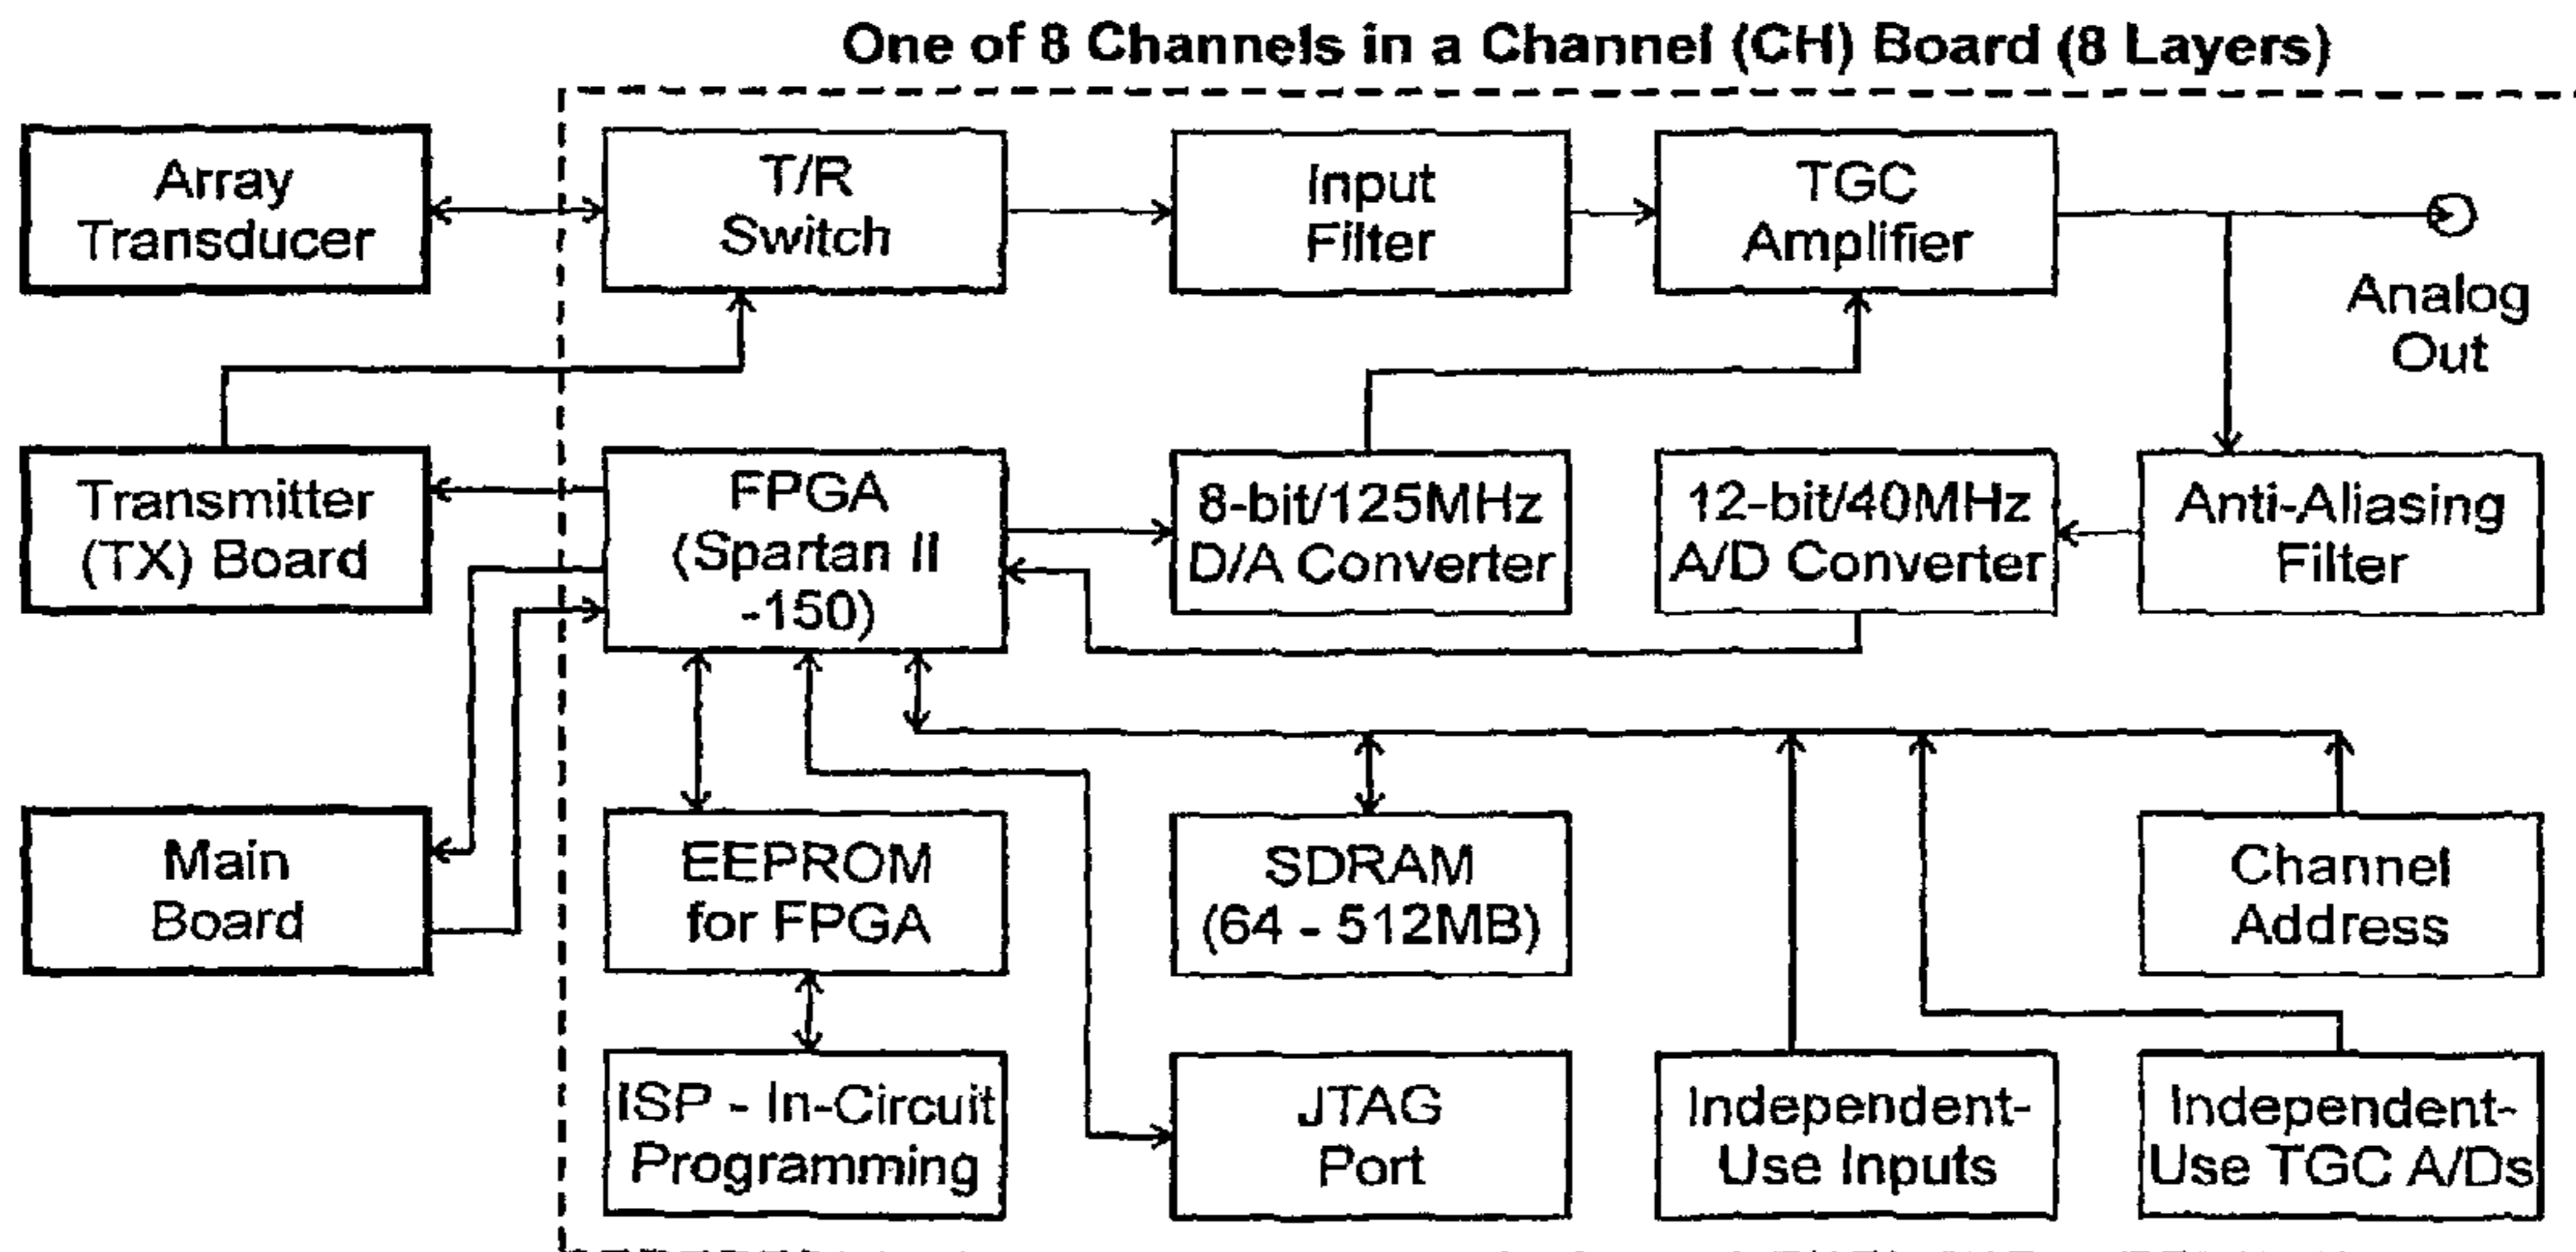 One of 8 Channels in a Channel (CH) Board (8 Layers)
Array
Transducer
T/R
Switch
Input
Filter
TGC
Amplifier
Analog
Out
Transmitter
(TX) Board
FPGA
(Spartan II
-150)
8-bit/125MHz
D/A Converter
12-bit/40MHz
A/D Converter
Anti-Aliasing
Filter
Main
Board
EEPROM
for FPGA
SDRAM
(64 - 512MB)
Channel
Address
ISP - In-Circuit
Programming
JTAG
Port
Independent-
Use Inputs
Independent-
Use TGC A/Ds